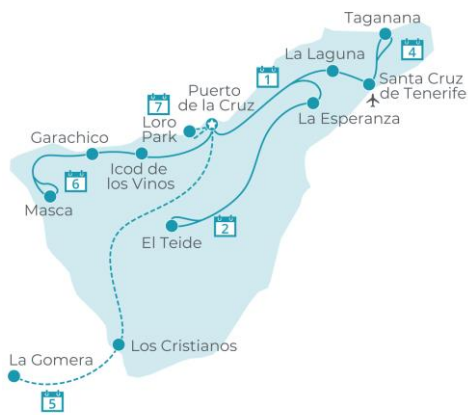 Taganana
4
La Laguna
1
Santa Cruz
de Tenerife
Puerto
de la Cruz
7
Loro
Park
La Esperanza
Garachico
Icod de
los Vinos
6
Masca
2
El Teide
Los Cristianos
La Gomera
5